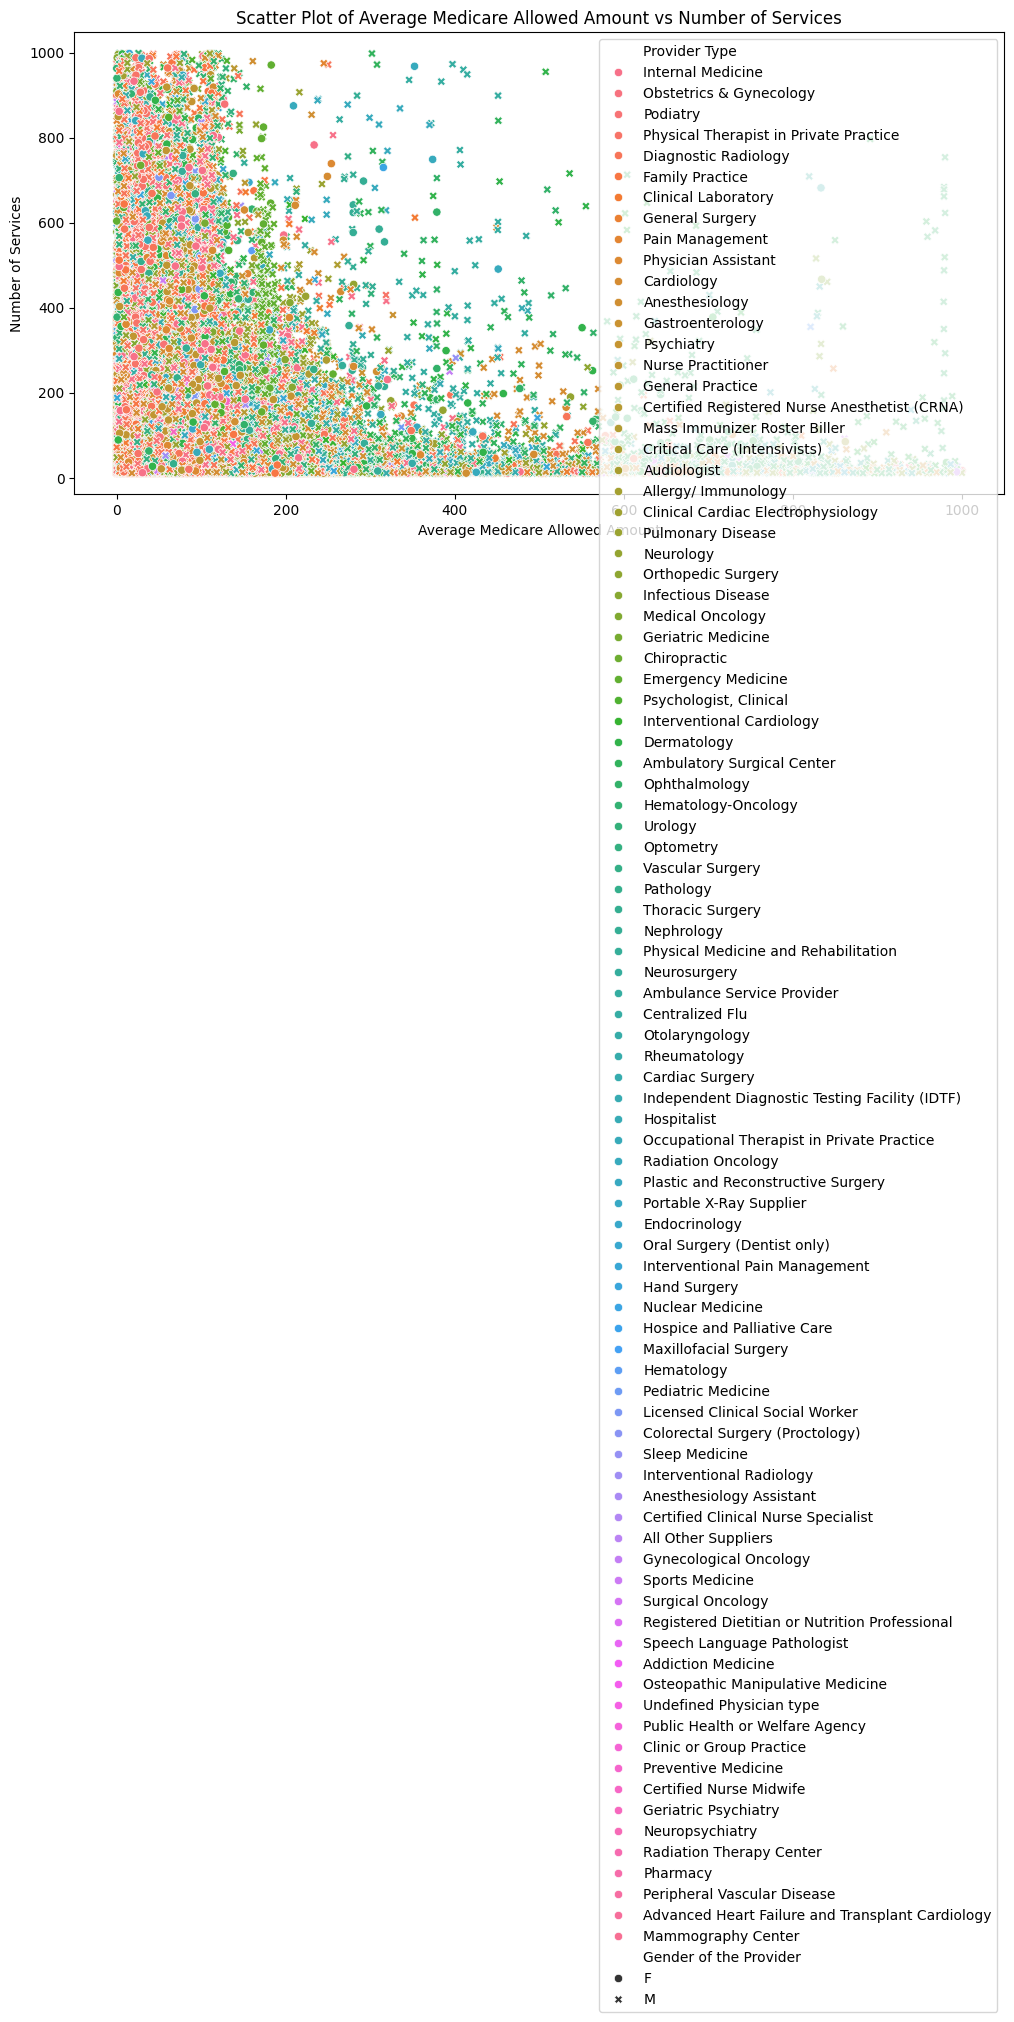 Scatter Plot of Average Medicare Allowed Amount vs Number of Services
Number of Services
1000
800
600
400
200
0
0
200
400
600
800
1000
Average Medicare Allowed Amount
Provider Type
Internal Medicine
Obstetrics & Gynecology
Podiatry
Physical Therapist in Private Practice
Diagnostic Radiology
Family Practice
Clinical Laboratory
General Surgery
Pain Management
Physician Assistant
Cardiology
Anesthesiology
Gastroenterology
Psychiatry
Nurse Practitioner
General Practice
Certified Registered Nurse Anesthetist (CRNA)
Mass Immunizer Roster Biller
Critical Care (Intensivists)
Audiologist
Allergy/ Immunology
Clinical Cardiac Electrophysiology
Pulmonary Disease
Neurology
Orthopedic Surgery
Infectious Disease
Medical Oncology
Geriatric Medicine
Chiropractic
Emergency Medicine
Psychologist, Clinical
Interventional Cardiology
Dermatology
Ambulatory Surgical Center
Ophthalmology
Hematology-Oncology
Urology
Optometry
Vascular Surgery
Pathology
Thoracic Surgery
Nephrology
Physical Medicine and Rehabilitation
Neurosurgery
Ambulance Service Provider
Centralized Flu
Otolaryngology
Rheumatology
Cardiac Surgery
Independent Diagnostic Testing Facility (IDTF)
Hospitalist
Occupational Therapist in Private Practice
Radiation Oncology
Plastic and Reconstructive Surgery
Portable X-Ray Supplier
Endocrinology
Oral Surgery (Dentist only)
Interventional Pain Management
Hand Surgery
Nuclear Medicine
Hospice and Palliative Care
Maxillofacial Surgery
Hematology
Pediatric Medicine
Licensed Clinical Social Worker
Colorectal Surgery (Proctology)
Sleep Medicine
Interventional Radiology
Anesthesiology Assistant
Certified Clinical Nurse Specialist
All Other Suppliers
Gynecological Oncology
Sports Medicine
Surgical Oncology
Registered Dietitian or Nutrition Professional
Speech Language Pathologist
Addiction Medicine
Osteopathic Manipulative Medicine
Undefined Physician type
Public Health or Welfare Agency
Clinic or Group Practice
Preventive Medicine
Certified Nurse Midwife
Geriatric Psychiatry
Neuropsychiatry
Radiation Therapy Center
Pharmacy
Peripheral Vascular Disease
Advanced Heart Failure and Transplant Cardiology
Mammography Center
Gender of the Provider
F
M